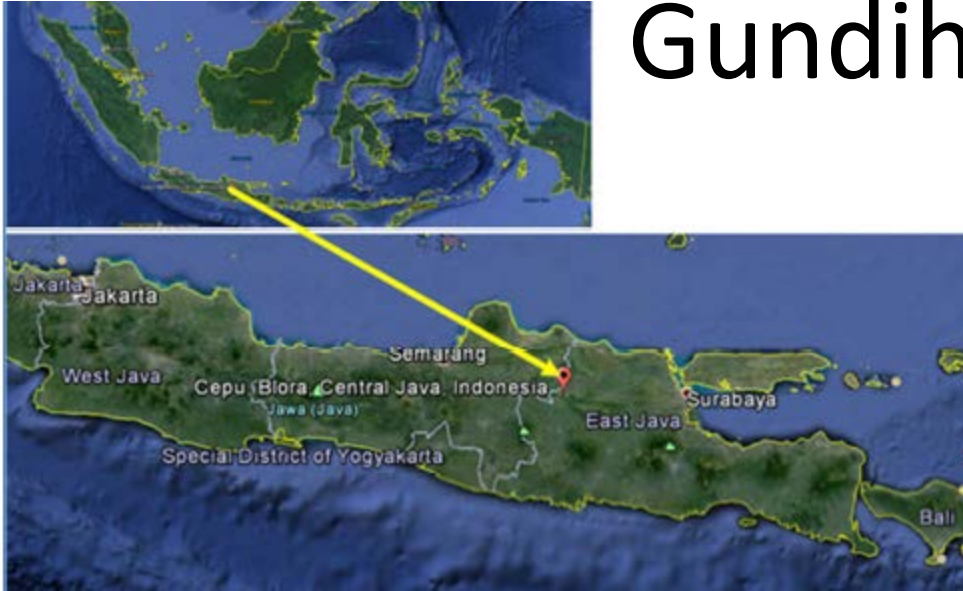 Gundih
Jakarta
Jakarta
Semarang
West Java
Cepu (Blora, Central Java, Indonesia
Jawa (Java)
Surabaya
East Java
Special District of Yogyakarta
Bali